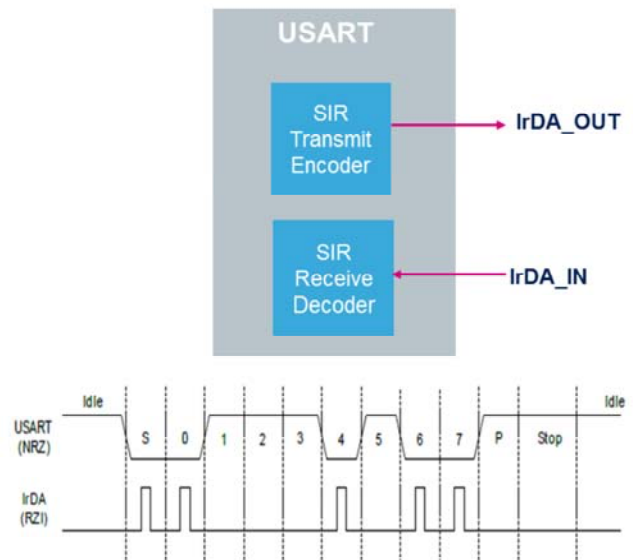 USART
SIR
Transmit
Encoder
IrDA_OUT
SIR
Receive
Decoder
IrDA_IN
Idle
Idle
USART
(NRZ)
S 0 1 2 3 4 5 6 7 P Stop
IrDA
(RZI)